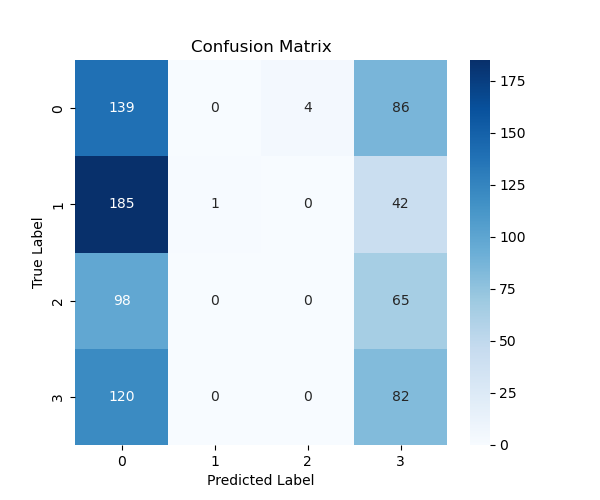 Confusion Matrix
0 139 0 4 86
1 185 1 0 42
2 98 0 0 65
3 120 0 0 82
0 1 2 3
Predicted Label
True Label
175
150
125
100
75
50
25
0